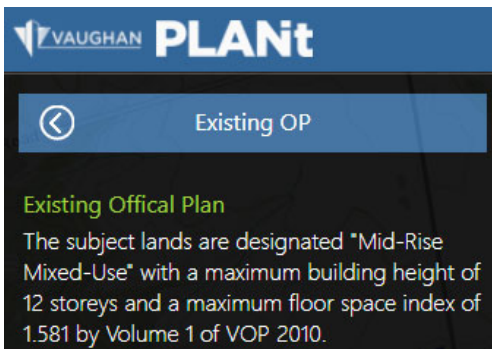 VAUGHAN PLANt
Existing OP
Existing Offical Plan
The subject lands are designated "Mid-Rise
Mixed-Use" with a maximum building height of
12 storeys and a maximum floor space index of
1.581 by Volume 1 of VOP 2010.